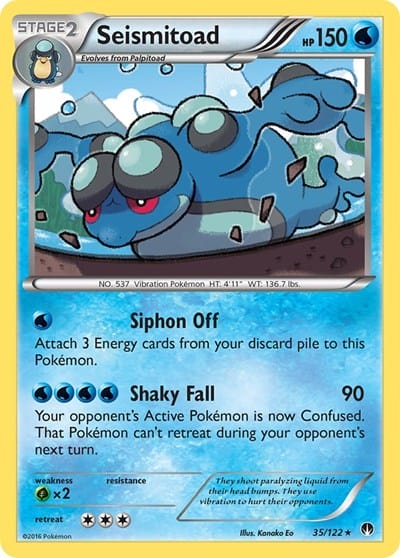 STAGE2
Seismitoad
HP150
Evolves from Palpitoad
NO. 537 Vibration Pokémon HT: 4'11" WT: 136.7 lbs.
Siphon Off
Attach 3 Energy cards from your discard pile to this
Pokémon.
Shaky Fall 90
Your opponent's Active Pokémon is now Confused.
That Pokémon can't retreat during your opponent's
next turn.
weakness resistance
×2
retreat
They shoot paralyzing liquid from
their head bumps. They use
vibration to hurt their opponents.
©2016 Pokémon
Illus. Kanako Eo
35/122 ★